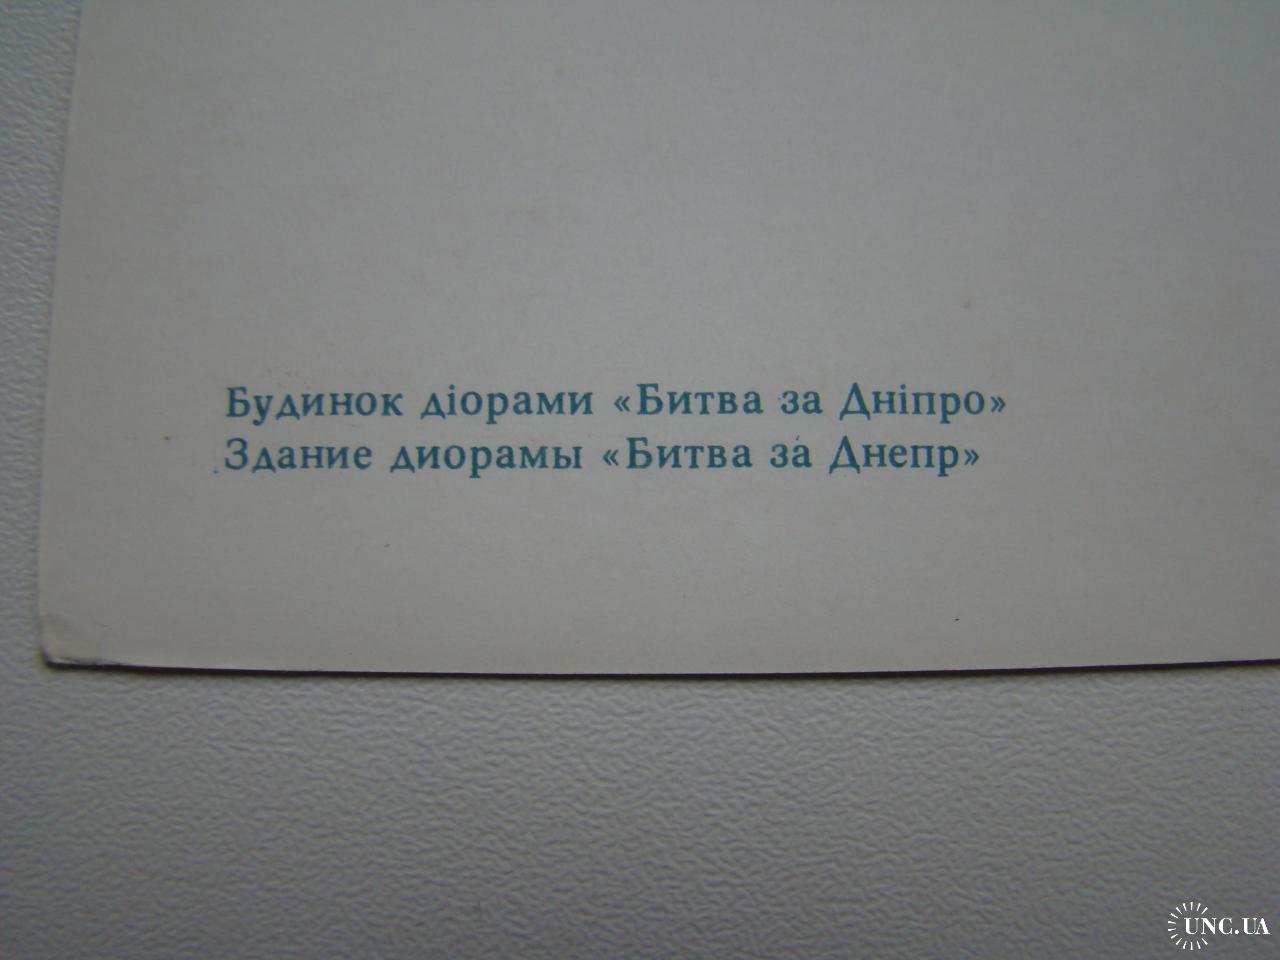 Будинок діорами «Битва за Дніпро»
Здание диорамы «Битва за Днепр»
UNC.UA